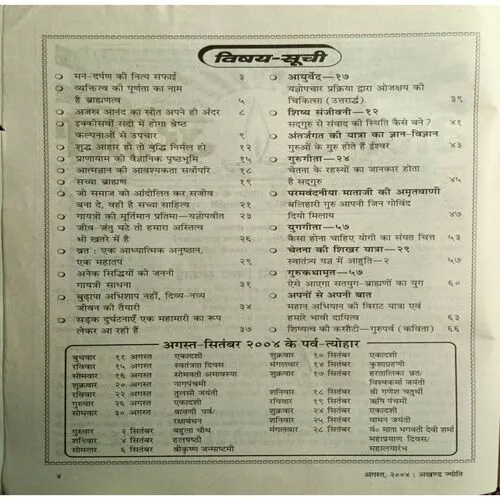 विषय-सूची
मन-दर्पण की नित्य सफाई ३
व्यक्तित्व की पूर्णता का नाम
है ब्राह्मणत्व ५
अजस्र आनंद का स्रोत अपने ही अंदर ८
इक्कीसवीं सदी में होगा श्रेष्ठ
कल्पनाओं से उपचार ९
शुद्ध आहार हो तो बुद्धि निर्मल हो १२
प्राणायाम की वैज्ञानिक पृष्ठभूमि १५
आत्मज्ञान की आवश्यकता सर्वोपरि १८
सच्चा ब्राह्मण १९
जो समाज को आंदोलित कर सजीव
बना दे, वही है सच्चा साहित्य २१
गायत्री की मूर्तिमान प्रतिमा—यज्ञोपवीत २३
जीव-जंतु घटे तो हमारा अस्तित्व
भी खतरे में है २६
व्रत : एक आध्यात्मिक अनुष्ठान,
एक महातप २९
अनेक सिद्धियों की जननी
गायत्री साधना ३१
बुढ़ापा अभिशाप नहीं, दिव्य-नव्य
जीवन की तैयारी ३४
सड़क दुर्घटनाएँ एक महामारी का रूप
लेकर आ रही हैं ३७
आयुर्वेद—१७
यज्ञोपचार प्रक्रिया द्वारा ओजक्षय की
चिकित्सा (उत्तरार्द्ध) ३९
शिष्य संजीवनी—१२
सद्गुरु से संवाद की स्थिति कैसे बने ? ४१
अंतर्जगत की यात्रा का ज्ञान-विज्ञान
गुरुओं के गुरु होते हैं ईश्वर ४३
गुरुगीता—२४
चेतना के रहस्यों का जानकार होता
है सद्गुरु ४५
परमवंदनीया माताजी की अमृतवाणी
बलिहारी गुरु आपनी जिन गोविंद
दियो मिलाय ४७
युगगीता—५७
कैसा होना चाहिए योगी का संयत चित्त ५३
चेतना की शिखर यात्रा—२९
स्वातंत्र्य यज्ञ में आहुति—२ ५७
गुरुकथामृत—५७
ऐसे आएगा सतयुग-ब्राह्मणों का युग ६०
अपनों से अपनी बात
महान अभियान की विराट यात्रा एवं
हमारे भावी दायित्व ६३
शिष्यत्व की कसौटी—गुरुपर्व (कविता) ६६
अगस्त-सितंबर २००४ के पर्व-त्योहार
बुधवार ११ अगस्त एकादशी
रविवार १५ अगस्त स्वतंत्रता दिवस
सोमवार १६ अगस्त सोमवती अमावस्या
शुक्रवार २० अगस्त नागपंचमी
रविवार २२ अगस्त तुलसी जयंती
गुरुवार २६ अगस्त एकादशी
सोमवार ३० अगस्त श्रावणी पर्व/
रक्षाबंधन
गुरुवार २ सितंबर बहुला चौथ
शनिवार ४ सितंबर हलषष्ठी
सोमवार ६ सितंबर श्रीकृष्ण जन्माष्टमी
शुक्रवार १० सितंबर एकादशी
मंगलवार १४ सितंबर कुशाग्रहणी
शुक्रवार १७ सितंबर हरतालिका व्रत/
विश्वकर्मा जयंती
शनिवार १८ सितंबर श्री गणेश चतुर्थी
रविवार १९ सितंबर ऋषि पंचमी
शुक्रवार २४ सितंबर एकादशी
शनिवार २५ सितंबर वामन जयंती
मंगलवार २८ सितंबर वं० माता भगवती देवी शर्मा
महाप्रयाण दिवस/
महालयारंभ
४ अगस्त, २००४ : अखण्ड ज्योति